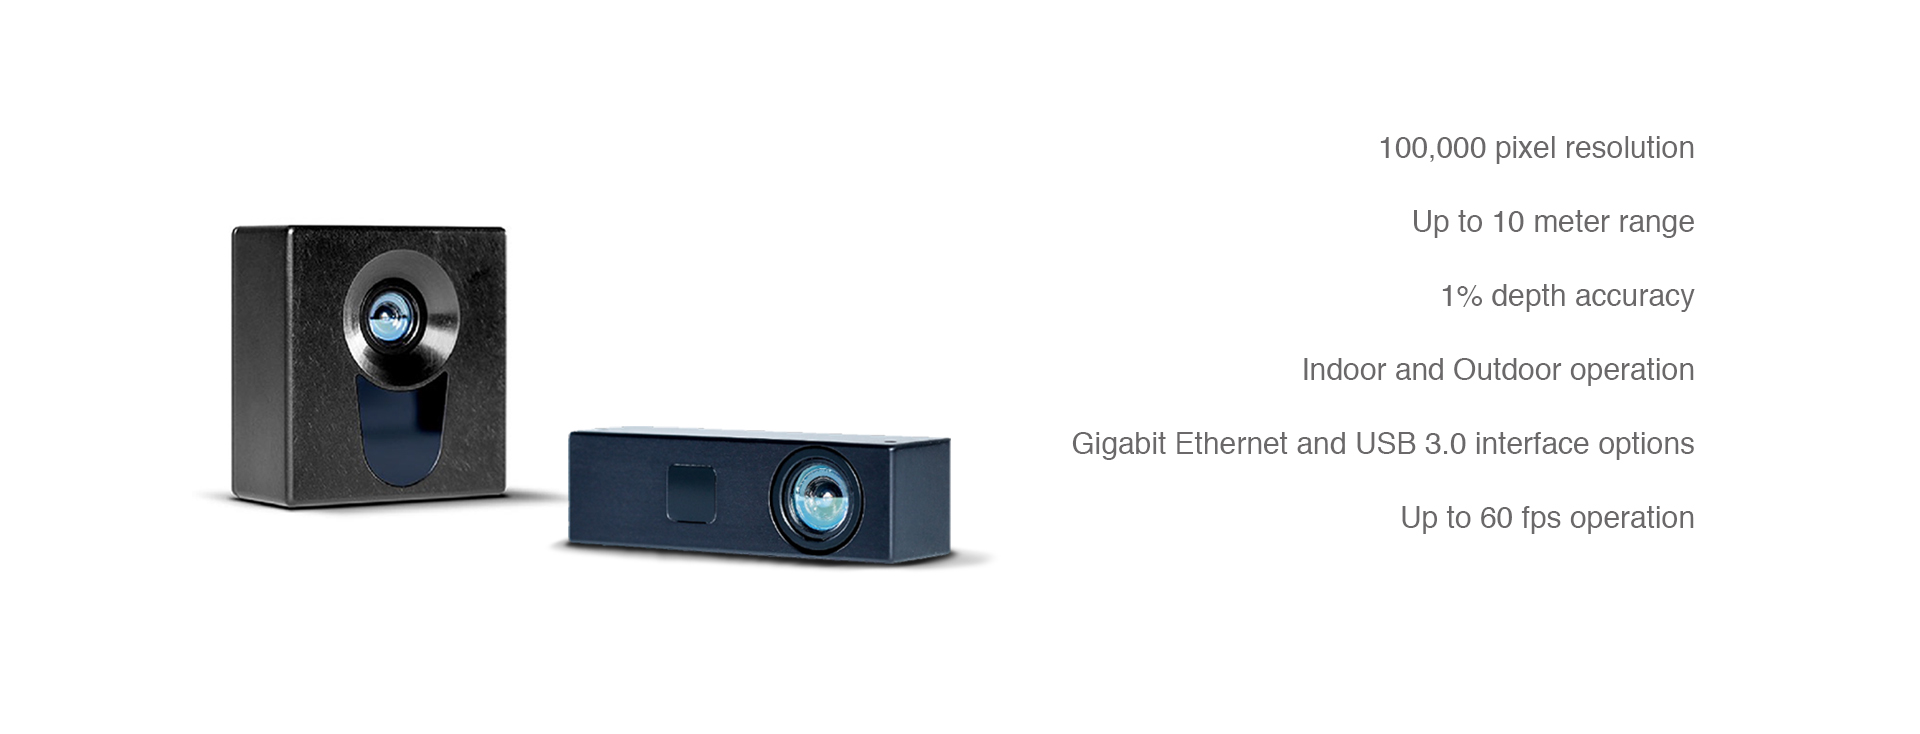 100,000 pixel resolution
Up to 10 meter range
1% depth accuracy
Indoor and Outdoor operation
Gigabit Ethernet and USB 3.0 interface options
Up to 60 fps operation